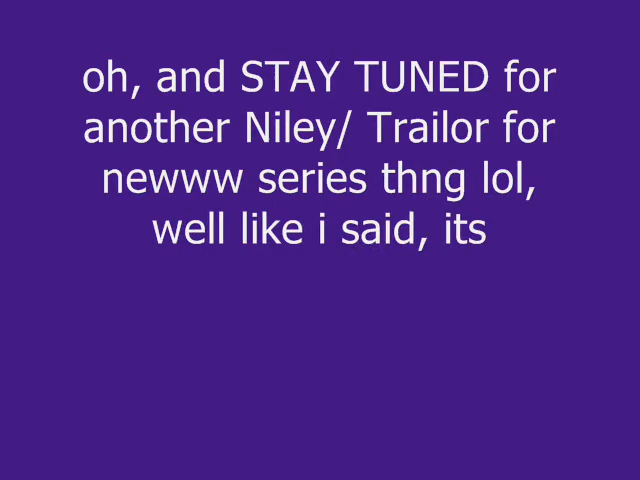 oh, and STAY TUNED for
another Niley/ Trailor for
newww series thng lol,
well like i said, its